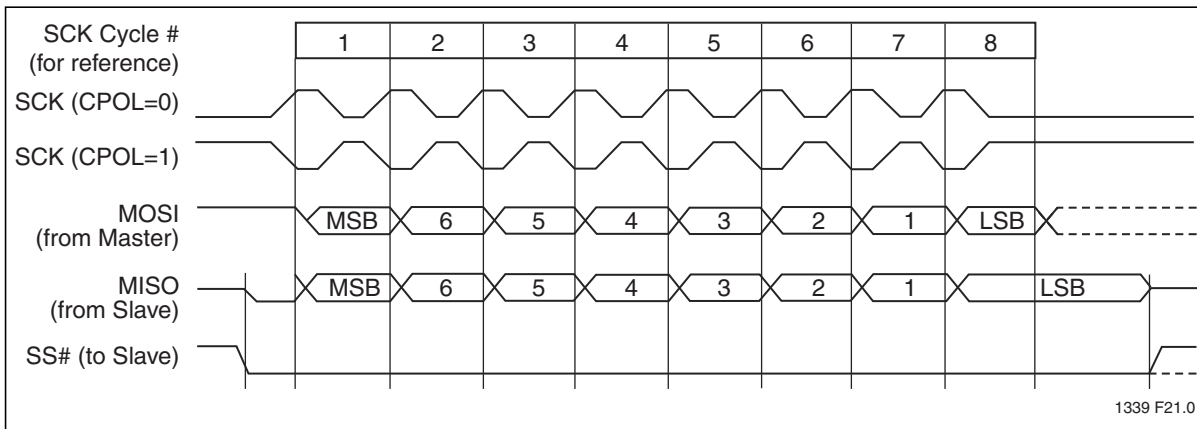 SCK Cycle #
(for reference)
1 2 3 4 5 6 7 8
SCK (CPOL=0)
SCK (CPOL=1)
MOSI
(from Master)
MSB 6 5 4 3 2 1 LSB
MISO
(from Slave)
MSB 6 5 4 3 2 1 LSB
SS# (to Slave)
1339 F21.0